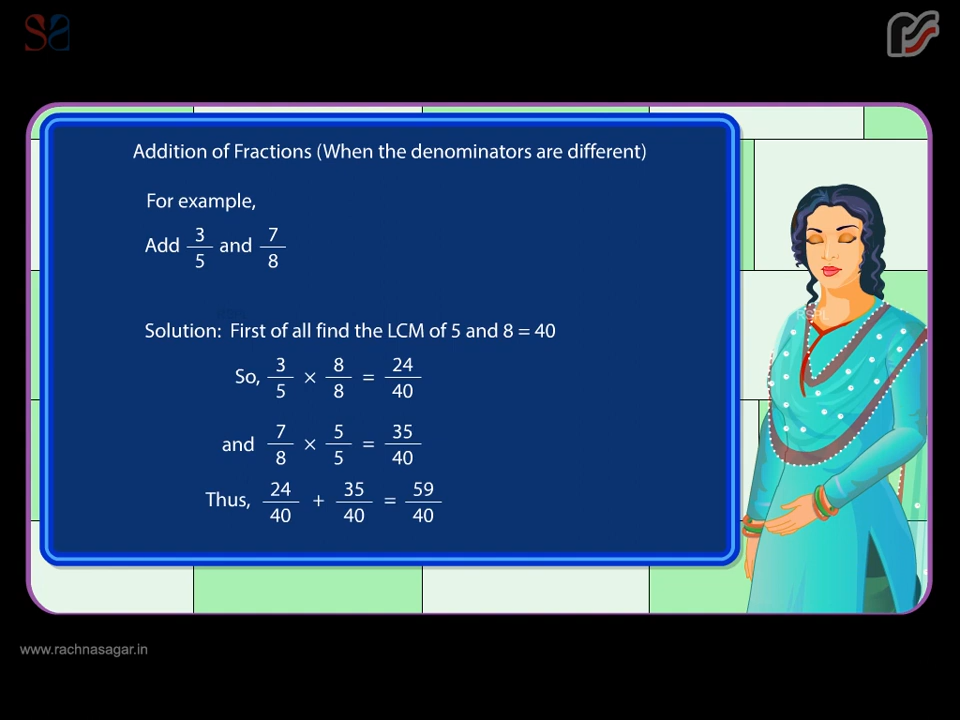 Addition of Fractions (When the denominators are different)
For example,
Add 3/5 and 7/8
Solution: First of all find the LCM of 5 and 8 = 40
So, 3/5 × 8/8 = 24/40
and 7/8 × 5/5 = 35/40
Thus, 24/40 + 35/40 = 59/40
RSPL
RSPL
www.rachnasagar.in